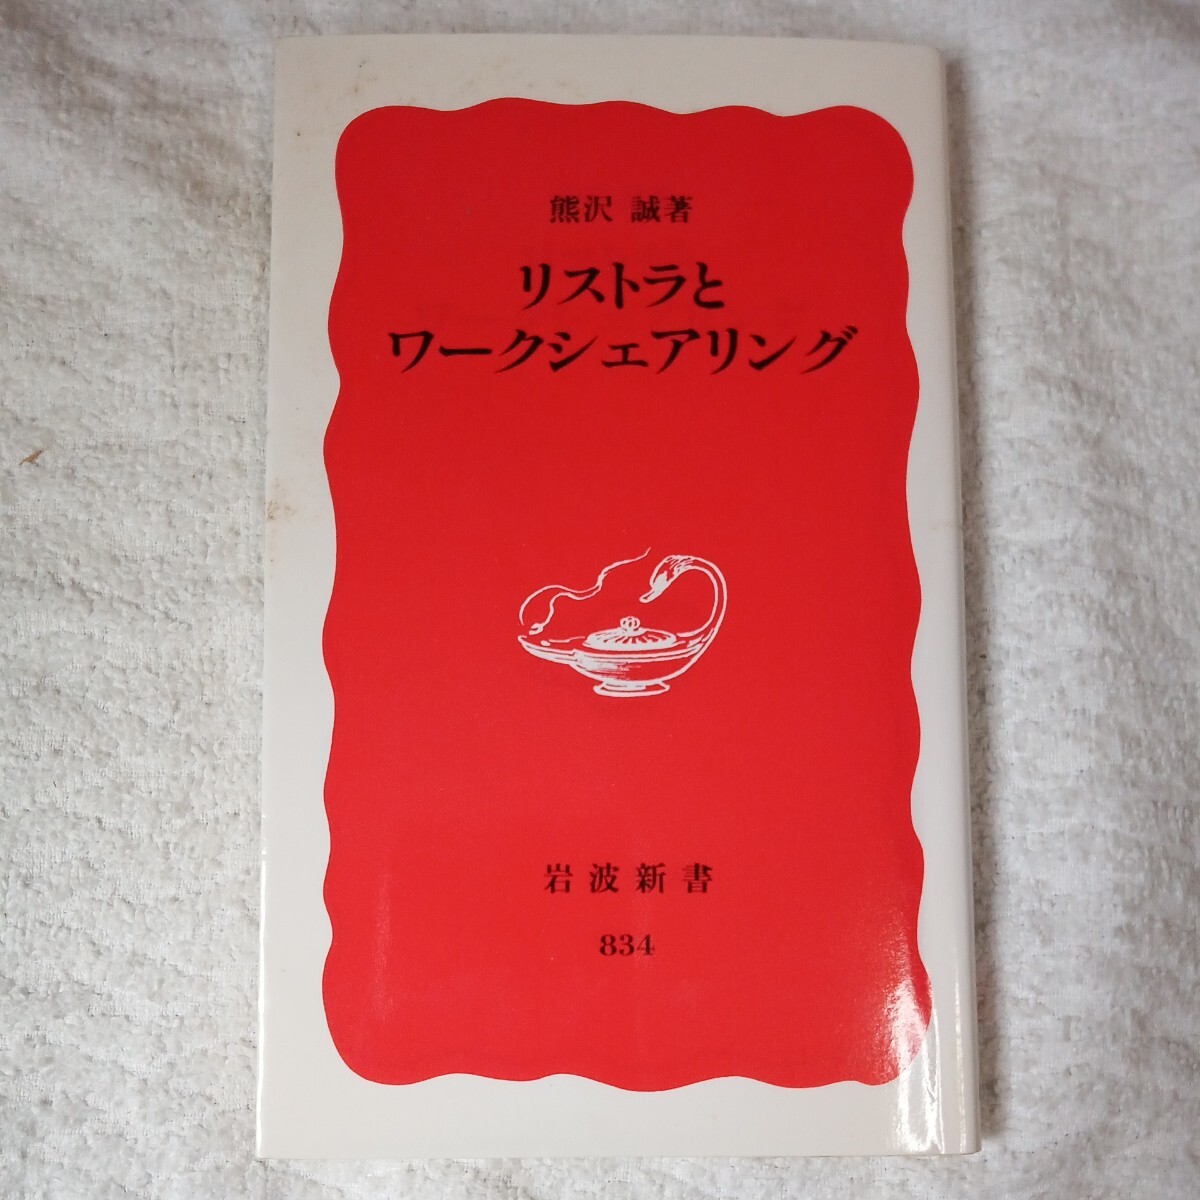 熊沢 誠著
リストラと
ワークシェアリング
岩波新書
834